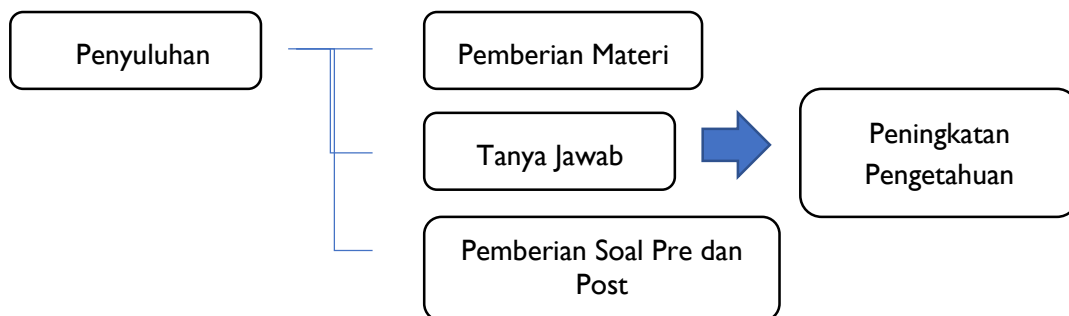 Penyuluhan
Pemberian Materi
Tanya Jawab
Pemberian Soal Pre dan
Post
Peningkatan
Pengetahuan